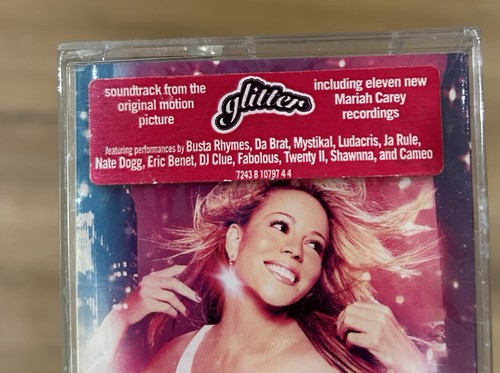 soundtrack from the
original motion
picture
glitter
including eleven new
Mariah Carey
recordings
featuring performances by Busta Rhymes, Da Brat, Mystikal, Ludacris, Ja Rule,
Nate Dogg, Eric Benet, DJ Clue, Fabolous, Twenty II, Shawnna, and Cameo
7243 8 10797 4 4